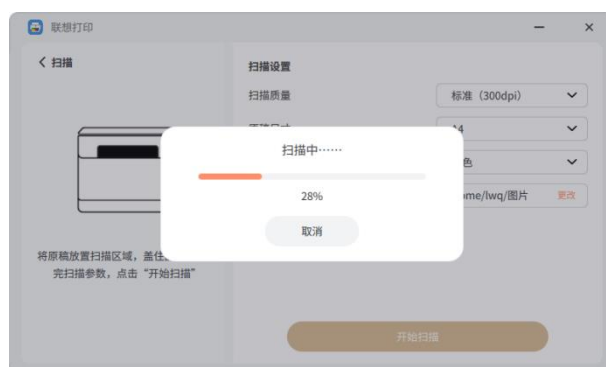 联想打印
扫描
扫描设置
扫描质量
标准（300dpi）
扫描中……
28%
取消
ome/lwq/图片
更改
将原稿放置扫描区域，盖住
完扫描参数，点击“开始扫描”
开始扫描